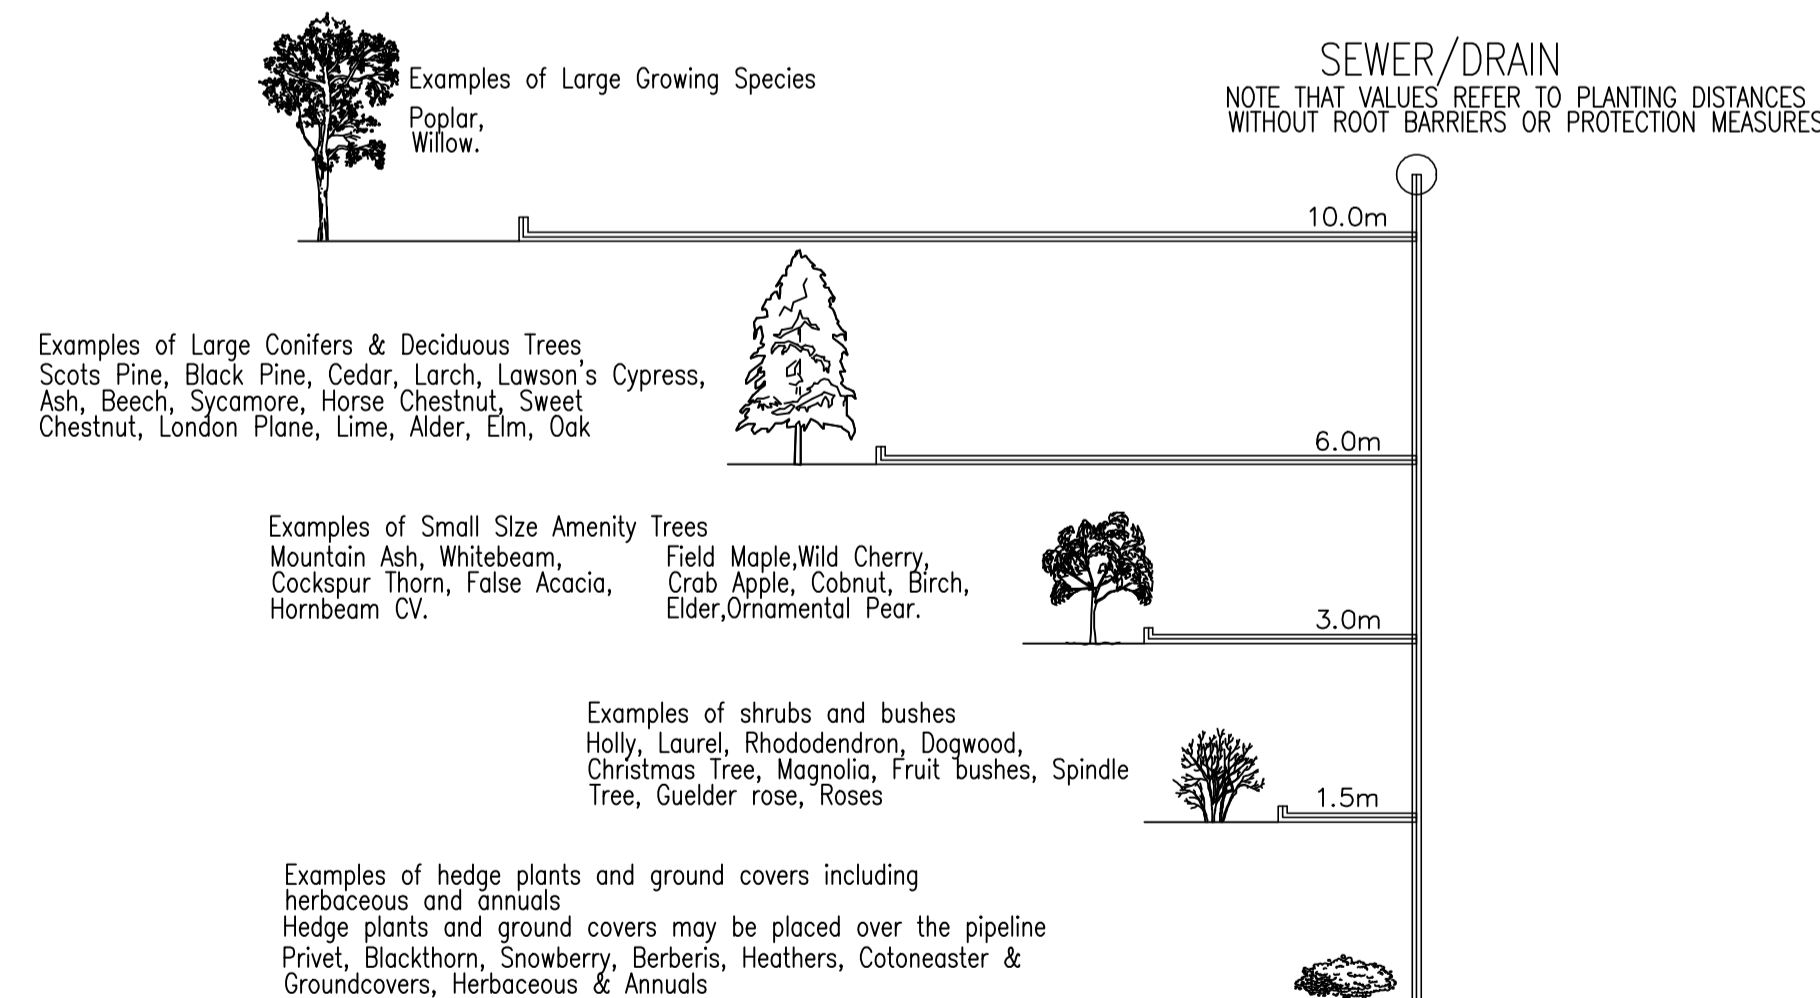 Examples of Large Growing Species
Poplar,
Willow.
SEWER/DRAIN
NOTE THAT VALUES REFER TO PLANTING DISTANCES
WITHOUT ROOT BARRIERS OR PROTECTION MEASURES
10.0m
Examples of Large Conifers & Deciduous Trees
Scots Pine, Black Pine, Cedar, Larch, Lawson's Cypress,
Ash, Beech, Sycamore, Horse Chestnut, Sweet
Chestnut, London Plane, Lime, Alder, Elm, Oak
6.0m
Examples of Small SIze Amenity Trees
Mountain Ash, Whitebeam,
Cockspur Thorn, False Acacia,
Hornbeam CV.
Field Maple,Wild Cherry,
Crab Apple, Cobnut, Birch,
Elder,Ornamental Pear.
3.0m
Examples of shrubs and bushes
Holly, Laurel, Rhododendron, Dogwood,
Christmas Tree, Magnolia, Fruit bushes, Spindle
Tree, Guelder rose, Roses
1.5m
Examples of hedge plants and ground covers including
herbaceous and annuals
Hedge plants and ground covers may be placed over the pipeline
Privet, Blackthorn, Snowberry, Berberis, Heathers, Cotoneaster &
Groundcovers, Herbaceous & Annuals